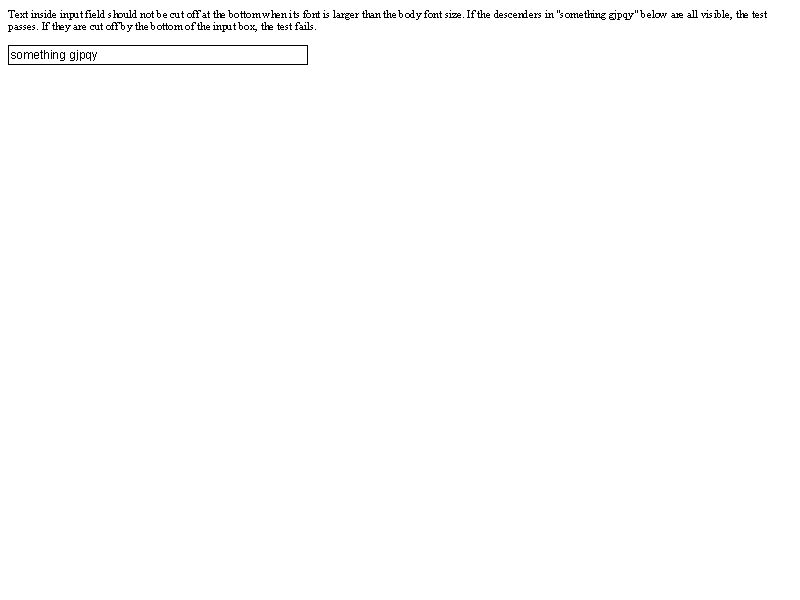 Text inside input field should not be cut off at the bottom when its font is larger than the body font size. If the descenders in "something gjpqy" below are all visible, the test
passes. If they are cut off by the bottom of the input box, the test fails.
something gjpqy